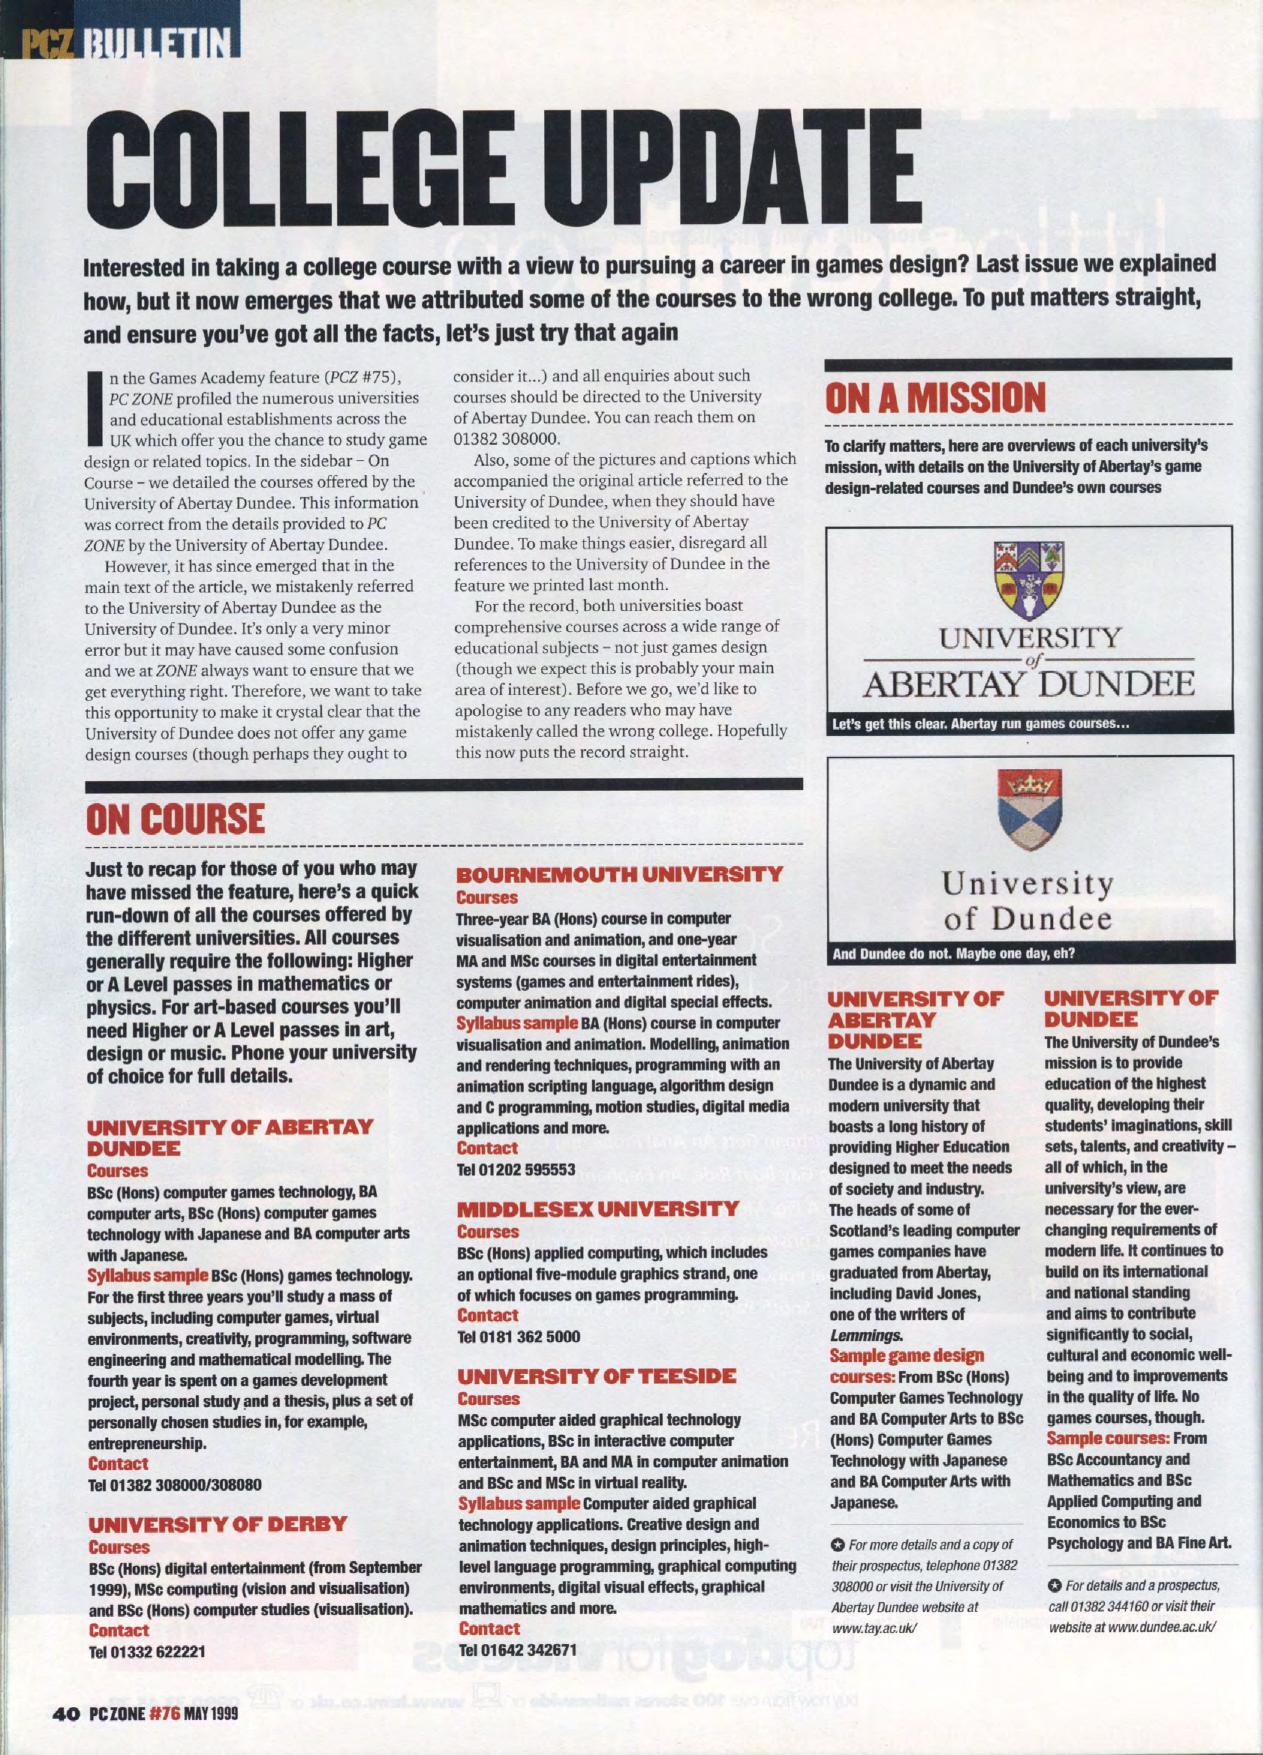 PCZ BULLETIN
COLLEGE UPDATE
Interested in taking a college course with a view to pursuing a career in games design? Last issue we explained
how, but it now emerges that we attributed some of the courses to the wrong college. To put matters straight,
and ensure you've got all the facts, let's just try that again
In the Games Academy feature (PCZ #75),
PC ZONE profiled the numerous universities
and educational establishments across the
UK which offer you the chance to study game
design or related topics. In the sidebar – On
Course – we detailed the courses offered by the
University of Abertay Dundee. This information
was correct from the details provided to PC
ZONE by the University of Abertay Dundee.
However, it has since emerged that in the
main text of the article, we mistakenly referred
to the University of Abertay Dundee as the
University of Dundee. It's only a very minor
error but it may have caused some confusion
and we at ZONE always want to ensure that we
get everything right. Therefore, we want to take
this opportunity to make it crystal clear that the
University of Dundee does not offer any game
design courses (though perhaps they ought to
consider it...) and all enquiries about such
courses should be directed to the University
of Abertay Dundee. You can reach them on
01382 308000.
Also, some of the pictures and captions which
accompanied the original article referred to the
University of Dundee, when they should have
been credited to the University of Abertay
Dundee. To make things easier, disregard all
references to the University of Dundee in the
feature we printed last month.
For the record, both universities boast
comprehensive courses across a wide range of
educational subjects – not just games design
(though we expect this is probably your main
area of interest). Before we go, we'd like to
apologise to any readers who may have
mistakenly called the wrong college. Hopefully
this now puts the record straight.
ON COURSE
Just to recap for those of you who may
have missed the feature, here's a quick
run-down of all the courses offered by
the different universities. All courses
generally require the following: Higher
or A Level passes in mathematics or
physics. For art-based courses you'll
need Higher or A Level passes in art,
design or music. Phone your university
of choice for full details.
UNIVERSITY OF ABERTAY
DUNDEE
Courses
BSc (Hons) computer games technology, BA
computer arts, BSc (Hons) computer games
technology with Japanese and BA computer arts
with Japanese.
Syllabus sample BSc (Hons) games technology.
For the first three years you'll study a mass of
subjects, including computer games, virtual
environments, creativity, programming, software
engineering and mathematical modelling. The
fourth year is spent on a games development
project, personal study and a thesis, plus a set of
personally chosen studies in, for example,
entrepreneurship.
Contact
Tel 01382 308000/308080
UNIVERSITY OF DERBY
Courses
BSc (Hons) digital entertainment (from September
1999), MSc computing (vision and visualisation)
and BSc (Hons) computer studies (visualisation).
Contact
Tel 01332 622221
BOURNEMOUTH UNIVERSITY
Courses
Three-year BA (Hons) course in computer
visualisation and animation, and one-year
MA and MSc courses in digital entertainment
systems (games and entertainment rides),
computer animation and digital special effects.
Syllabus sample BA (Hons) course in computer
visualisation and animation. Modelling, animation
and rendering techniques, programming with an
animation scripting language, algorithm design
and C programming, motion studies, digital media
applications and more.
Contact
Tel 01202 595553
MIDDLESEX UNIVERSITY
Courses
BSc (Hons) applied computing, which includes
an optional five-module graphics strand, one
of which focuses on games programming.
Contact
Tel 0181 362 5000
UNIVERSITY OF TEESIDE
Courses
MSc computer aided graphical technology
applications, BSc in interactive computer
entertainment, BA and MA in computer animation
and BSc and MSc in virtual reality.
Syllabus sample Computer aided graphical
technology applications. Creative design and
animation techniques, design principles, high-
level language programming, graphical computing
environments, digital visual effects, graphical
mathematics and more.
Contact
Tel 01642 342671
ON A MISSION
To clarify matters, here are overviews of each university's
mission, with details on the University of Abertay's game
design-related courses and Dundee's own courses
UNIVERSITY
of
ABERTAY DUNDEE
Let's get this clear. Abertay run games courses...
University
of Dundee
And Dundee do not. Maybe one day, eh?
UNIVERSITY OF
ABERTAY
DUNDEE
The University of Abertay
Dundee is a dynamic and
modern university that
boasts a long history of
providing Higher Education
designed to meet the needs
of society and industry.
The heads of some of
Scotland's leading computer
games companies have
graduated from Abertay,
including David Jones,
one of the writers of
Lemmings.
Sample game design
courses: From BSc (Hons)
Computer Games Technology
and BA Computer Arts to BSc
(Hons) Computer Games
Technology with Japanese
and BA Computer Arts with
Japanese.
For more details and a copy of
their prospectus, telephone 01382
308000 or visit the University of
Abertay Dundee website at
www.tay.ac.uk/
UNIVERSITY OF
DUNDEE
The University of Dundee's
mission is to provide
education of the highest
quality, developing their
students' imaginations, skill
sets, talents, and creativity –
all of which, in the
university's view, are
necessary for the ever-
changing requirements of
modern life. It continues to
build on its international
and national standing
and aims to contribute
significantly to social,
cultural and economic well-
being and to improvements
in the quality of life. No
games courses, though.
Sample courses: From
BSc Accountancy and
Mathematics and BSc
Applied Computing and
Economics to BSc
Psychology and BA Fine Art.
For details and a prospectus,
call 01382 344160 or visit their
website at www.dundee.ac.uk/
40 PC ZONE #76 MAY 1999